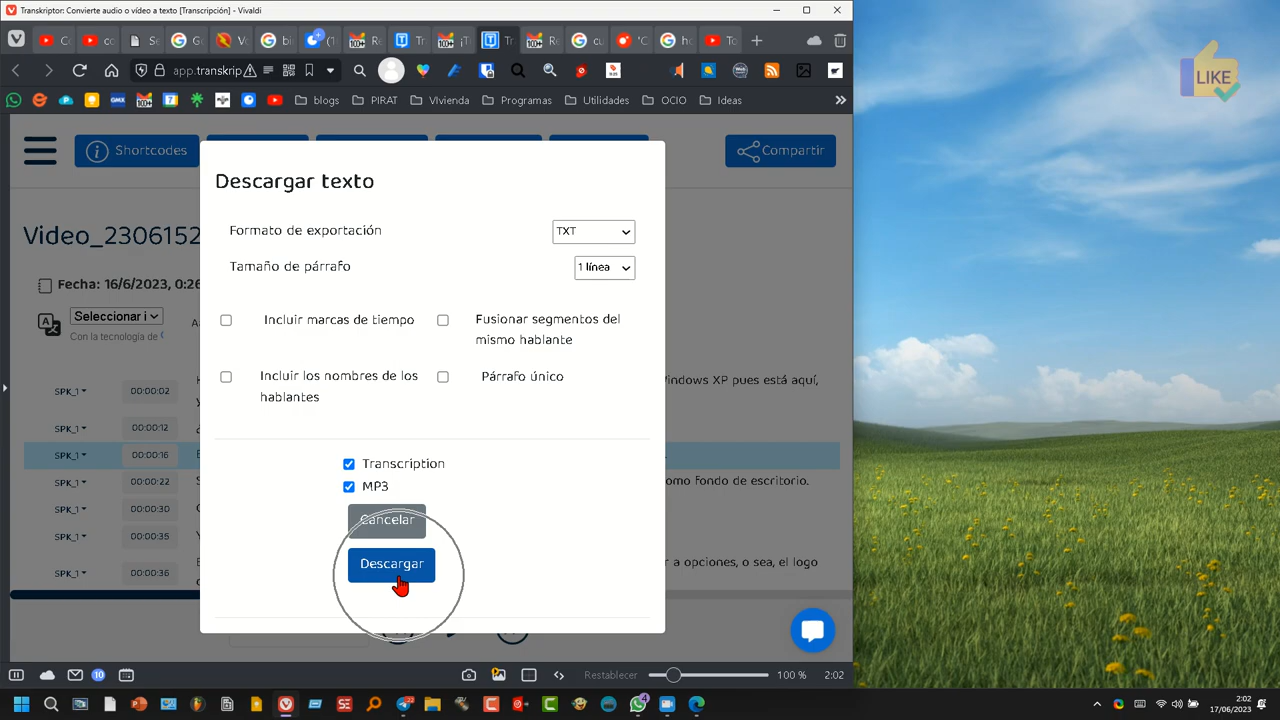 Transkriptor: Convierte audio o vídeo a texto [Transcripción] - Vivaldi
app.transkrip
blogs
PIRAT
VIvienda
Programas
Utilidades
OCIO
Ideas
Shortcodes
Compartir
Descargar texto
Video_2306152
Formato de exportación
TXT
Tamaño de párrafo
1 línea
Fecha: 16/6/2023, 0:26
Seleccionar i
Con la tecnología de
Incluir marcas de tiempo
Fusionar segmentos del
mismo hablante
Incluir los nombres de los
hablantes
Párrafo único
SPK_1
00:00:02
indows XP pues está aquí,
SPK_1
00:00:12
SPK_1
00:00:16
SPK_1
00:00:22
omo fondo de escritorio.
SPK_1
00:00:30
SPK_1
00:00:35
SPK_1
00:00:36
r a opciones, o sea, el logo
Transcription
MP3
Cancelar
Descargar
LIKE
10
Restablecer
100 %
2:02
2:02
17/06/2023